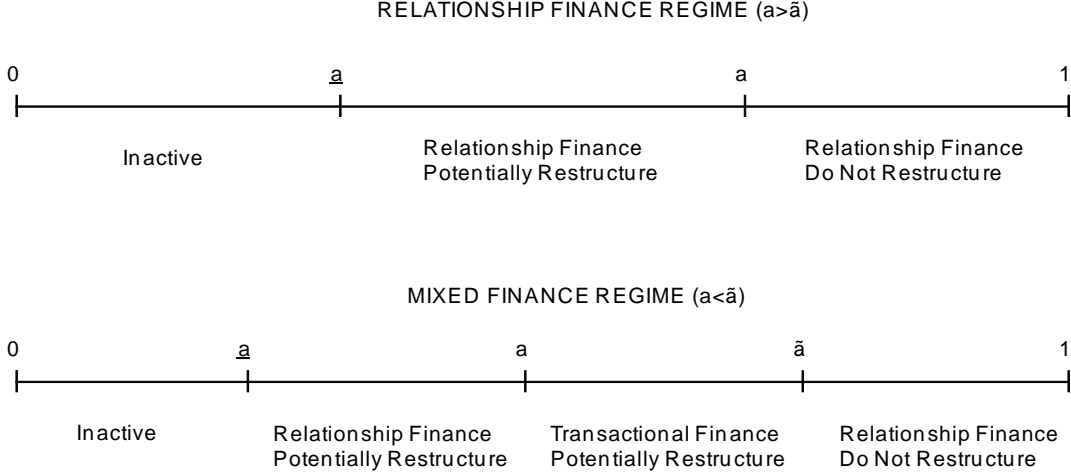 RELATIONSHIP FINANCE REGIME (a>ã)
0 a a 1
Inactive
Relationship Finance
Potentially Restructure
Relationship Finance
Do Not Restructure
MIXED FINANCE REGIME (a<ã)
0 a a ã 1
Inactive
Relationship Finance
Potentially Restructure
Transactional Finance
Potentially Restructure
Relationship Finance
Do Not Restructure